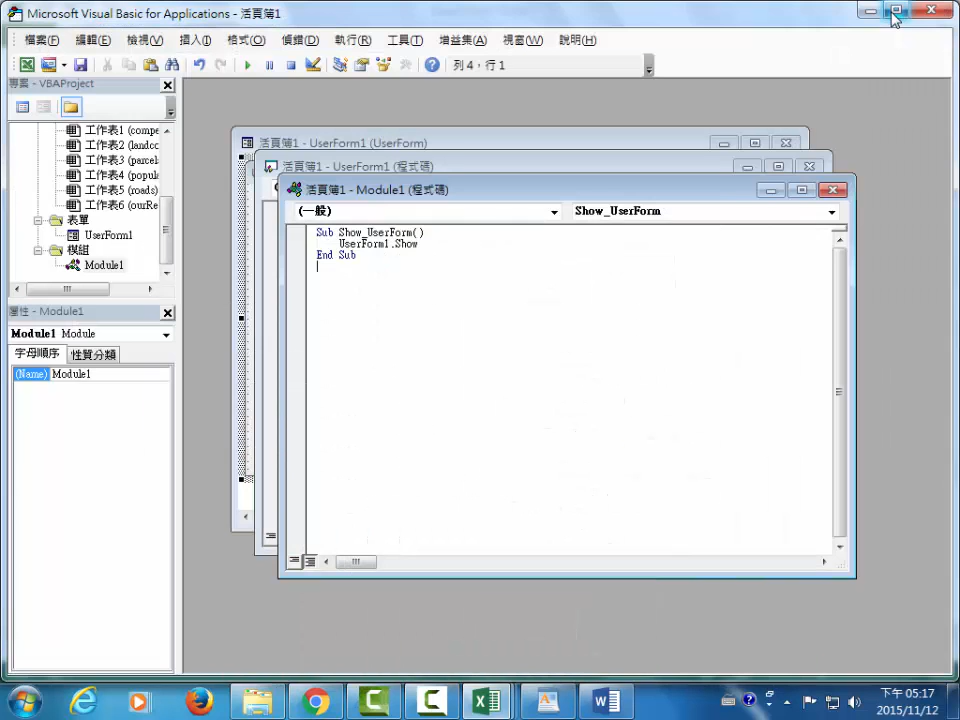 Microsoft Visual Basic for Applications - 活頁簿1
檔案(F) 編輯(E) 檢視(V) 插入(I) 格式(O) 偵錯(D) 執行(R) 工具(T) 增益集(A) 視窗(W) 說明(H)
列 4，行 1
專案 - VBAProject
工作表1 (compe
工作表2 (landco
工作表3 (parcel
工作表4 (popul
工作表5 (roads)
工作表6 (ourRe
表單
UserForm1
模組
Module1
屬性 - Module1
Module1 Module
字母順序 性質分類
(Name) Module1
活頁簿1 - UserForm1 (UserForm)
活頁簿1 - UserForm1 (程式碼)
活頁簿1 - Module1 (程式碼)
(一般) Show_UserForm
Sub Show_UserForm()
UserForm1.Show
End Sub
下午 05:17
2015/11/12